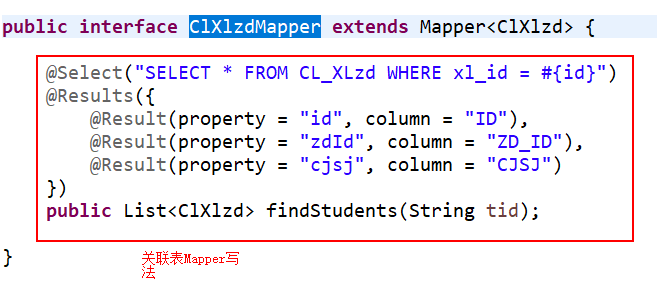 public interface ClXlzdMapper extends Mapper<ClXlzd> {
@Select("SELECT * FROM CL_XLzd WHERE xl_id = #{id}")
@Results({
@Result(property = "id", column = "ID"),
@Result(property = "zdId", column = "ZD_ID"),
@Result(property = "cjsj", column = "CJSJ")
})
public List<ClXlzd> findStudents(String tid);
}
关联表Mapper写
法